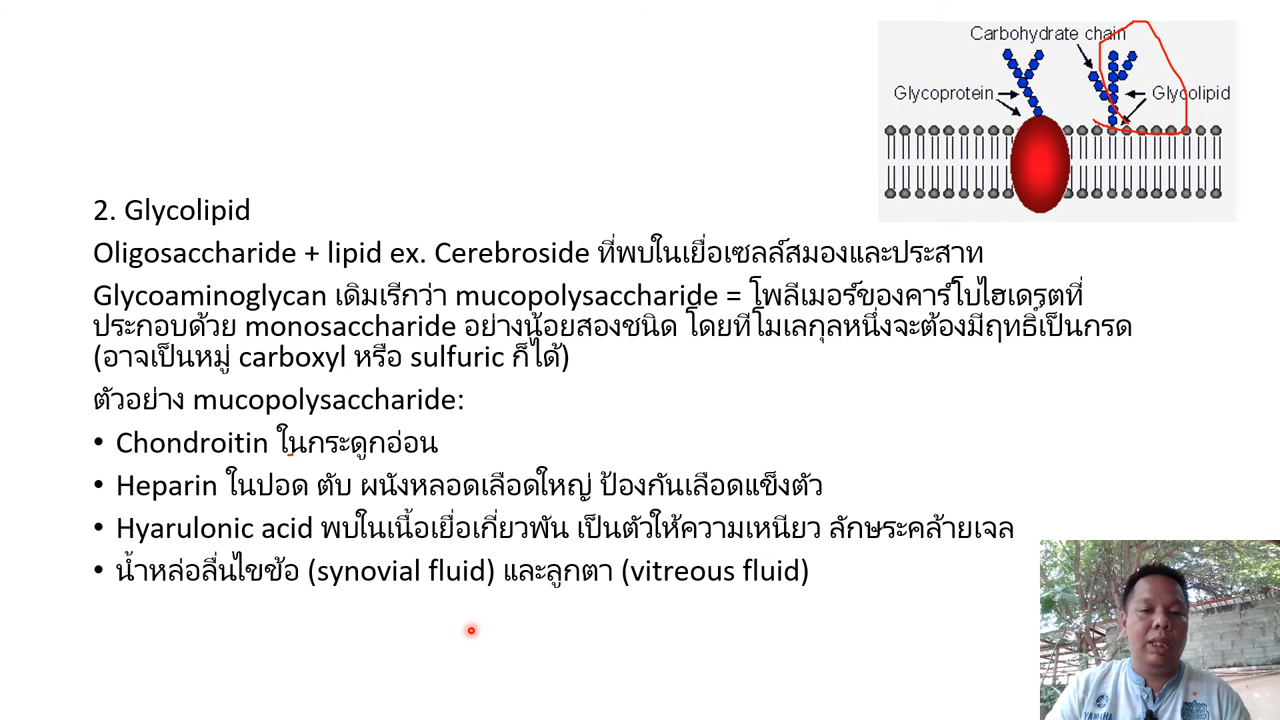 Carbohydrate chain
Glycoprotein
Glycolipid
2. Glycolipid
Oligosaccharide + lipid ex. Cerebroside ที่พบในเยื่อเซลล์สมองและประสาท
Glycoaminoglycan เดิมเรีกว่า mucopolysaccharide = โพลีเมอร์ของคาร์โบไฮเดรตที่
ประกอบด้วย monosaccharide อย่างน้อยสองชนิด โดยที่โมเลกุลหนึ่งจะต้องมีฤทธิ์เป็นกรด
(อาจเป็นหมู่ carboxyl หรือ sulfuric ก็ได้)
ตัวอย่าง mucopolysaccharide:
• Chondroitin ในกระดูกอ่อน
• Heparin ในปอด ตับ ผนังหลอดเลือดใหญ่ ป้องกันเลือดแข็งตัว
• Hyarulonic acid พบในเนื้อเยื่อเกี่ยวพัน เป็นตัวให้ความเหนียว ลักษระคล้ายเจล
• น้ำหล่อลื่นไขข้อ (synovial fluid) และลูกตา (vitreous fluid)
YAMAHA